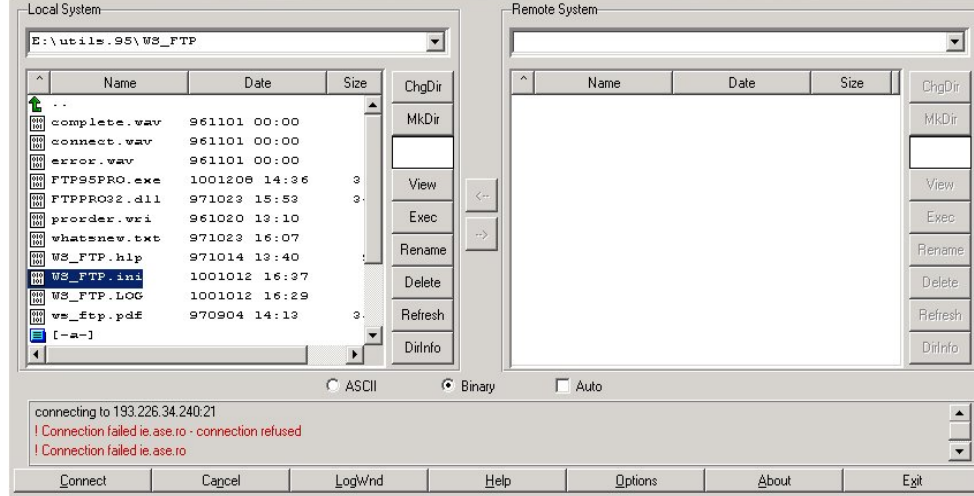 Local System
E:\utils.95\WS_FTP
^ Name Date Size
..
complete.wav 961101 00:00
connect.wav 961101 00:00
error.wav 961101 00:00
FTP95PRO.exe 1001208 14:36 3
FTPPRO32.dll 971023 15:53 3
prorder.wri 961020 13:10
whatsnew.txt 971023 16:07
WS_FTP.hlp 971014 13:40
WS_FTP.ini 1001012 16:37
WS_FTP.LOG 1001012 16:29
ws_ftp.pdf 970904 14:13 3
[-a-]
ChgDir
MkDir
View
Exec
Rename
Delete
Refresh
DirInfo
<--
-->
Remote System
^ Name Date Size
ChgDir
MkDir
View
Exec
Rename
Delete
Refresh
DirInfo
ASCII Binary Auto
connecting to 193.226.34.240:21
! Connection failed ie.ase.ro - connection refused
! Connection failed ie.ase.ro
Connect Cancel LogWnd Help Options About Exit